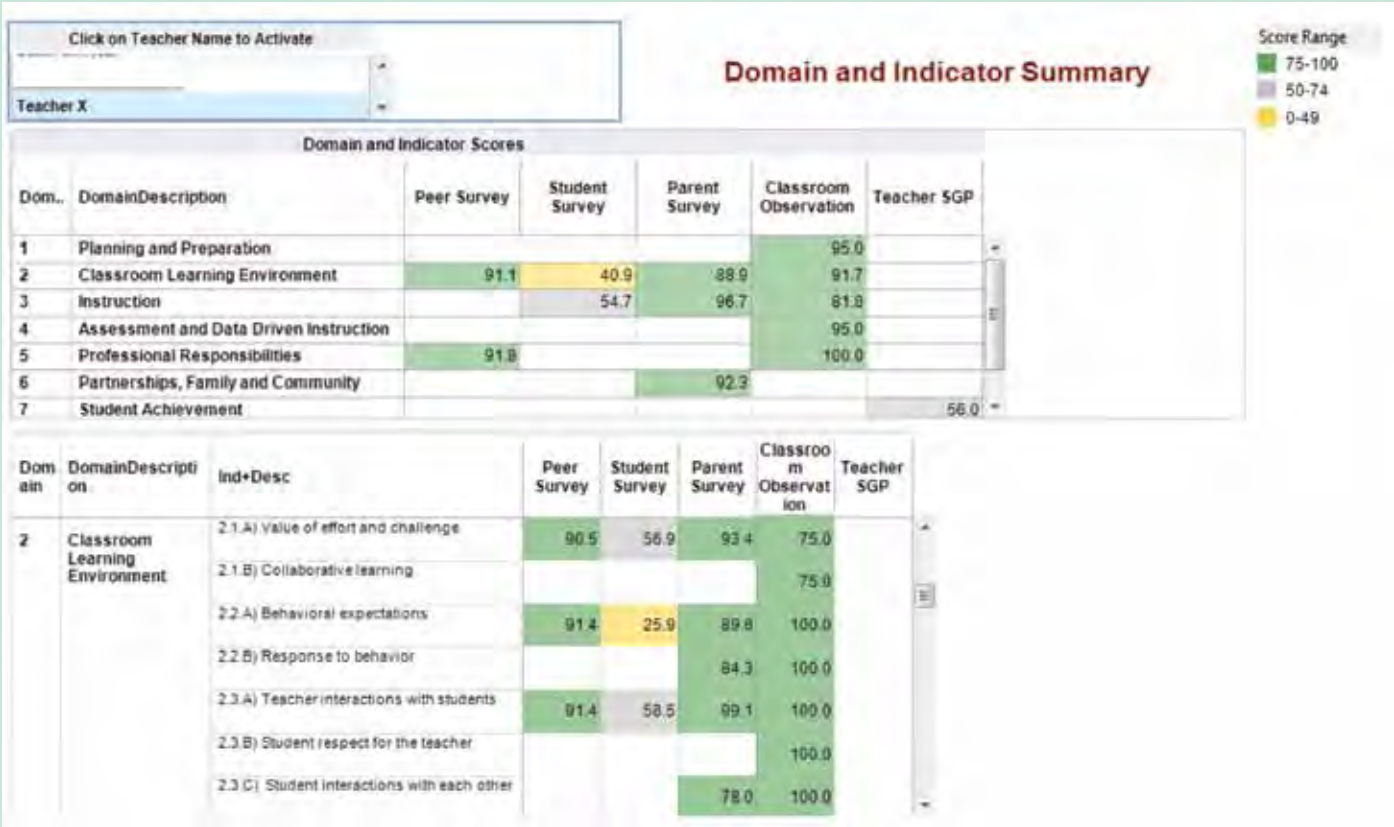 Click on Teacher Name to Activate
Teacher X
Domain and Indicator Summary
Score Range
75-100
50-74
0-49
Domain and Indicator Scores
Dom.. DomainDescription Peer Survey Student Survey Parent Survey Classroom Observation Teacher SGP
1 Planning and Preparation 95.0
2 Classroom Learning Environment 91.1 40.9 88.9 91.7
3 Instruction 54.7 96.7 81.8
4 Assessment and Data Driven Instruction 95.0
5 Professional Responsibilities 91.8 100.0
6 Partnerships, Family and Community 92.3
7 Student Achievement 56.0
Dom ain DomainDescripti on Ind+Desc Peer Survey Student Survey Parent Survey Classroo m Observat ion Teacher SGP
2 Classroom Learning Environment
2.1.A) Value of effort and challenge 90.5 56.9 93.4 75.0
2.1.B) Collaborative learning 75.0
2.2.A) Behavioral expectations 91.4 25.9 89.6 100.0
2.2.B) Response to behavior 84.3 100.0
2.3.A) Teacher interactions with students 91.4 58.5 99.1 100.0
2.3.B) Student respect for the teacher 100.0
2.3.C) Student interactions with each other 78.0 100.0